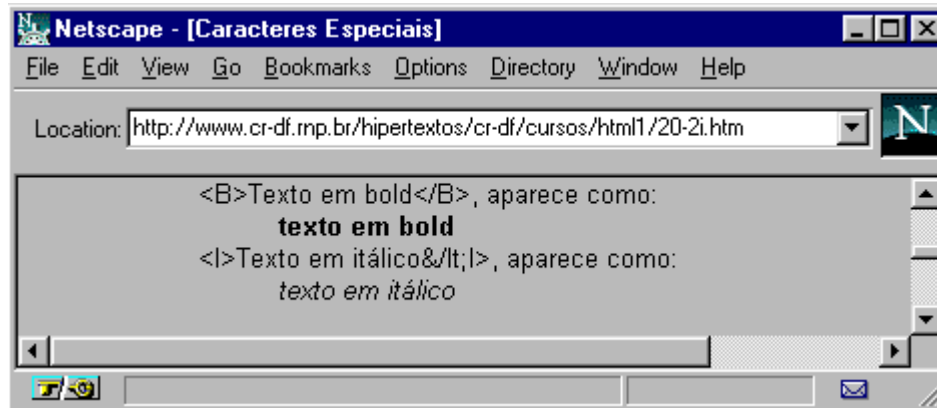 Netscape - [Caracteres Especiais]
File Edit View Go Bookmarks Options Directory Window Help
Location: http://www.cr-df.rnp.br/hipertextos/cr-df/cursos/html1/20-2i.htm
N
<B>Texto em bold</B>, aparece como:
texto em bold
<I>Texto em itálico&/lt;I>, aparece como:
texto em itálico